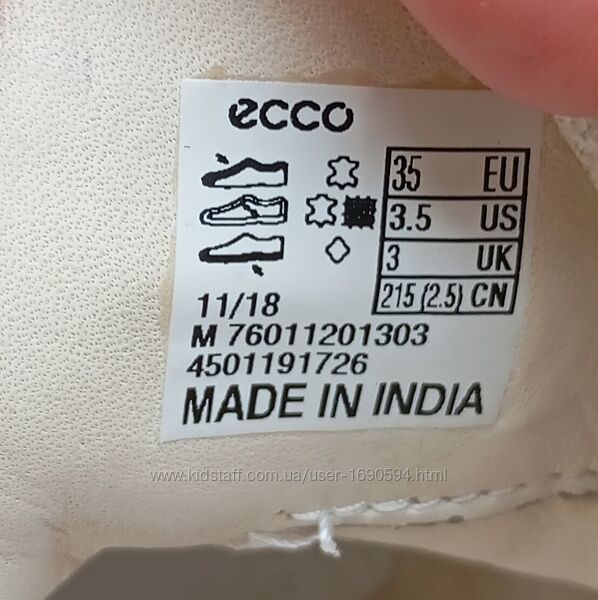 ecco
35 EU
3.5 US
3 UK
215 (2.5) CN
11/18
M 76011201303
4501191726
MADE IN INDIA
www.kidstaff.com.ua/user-1690594.html